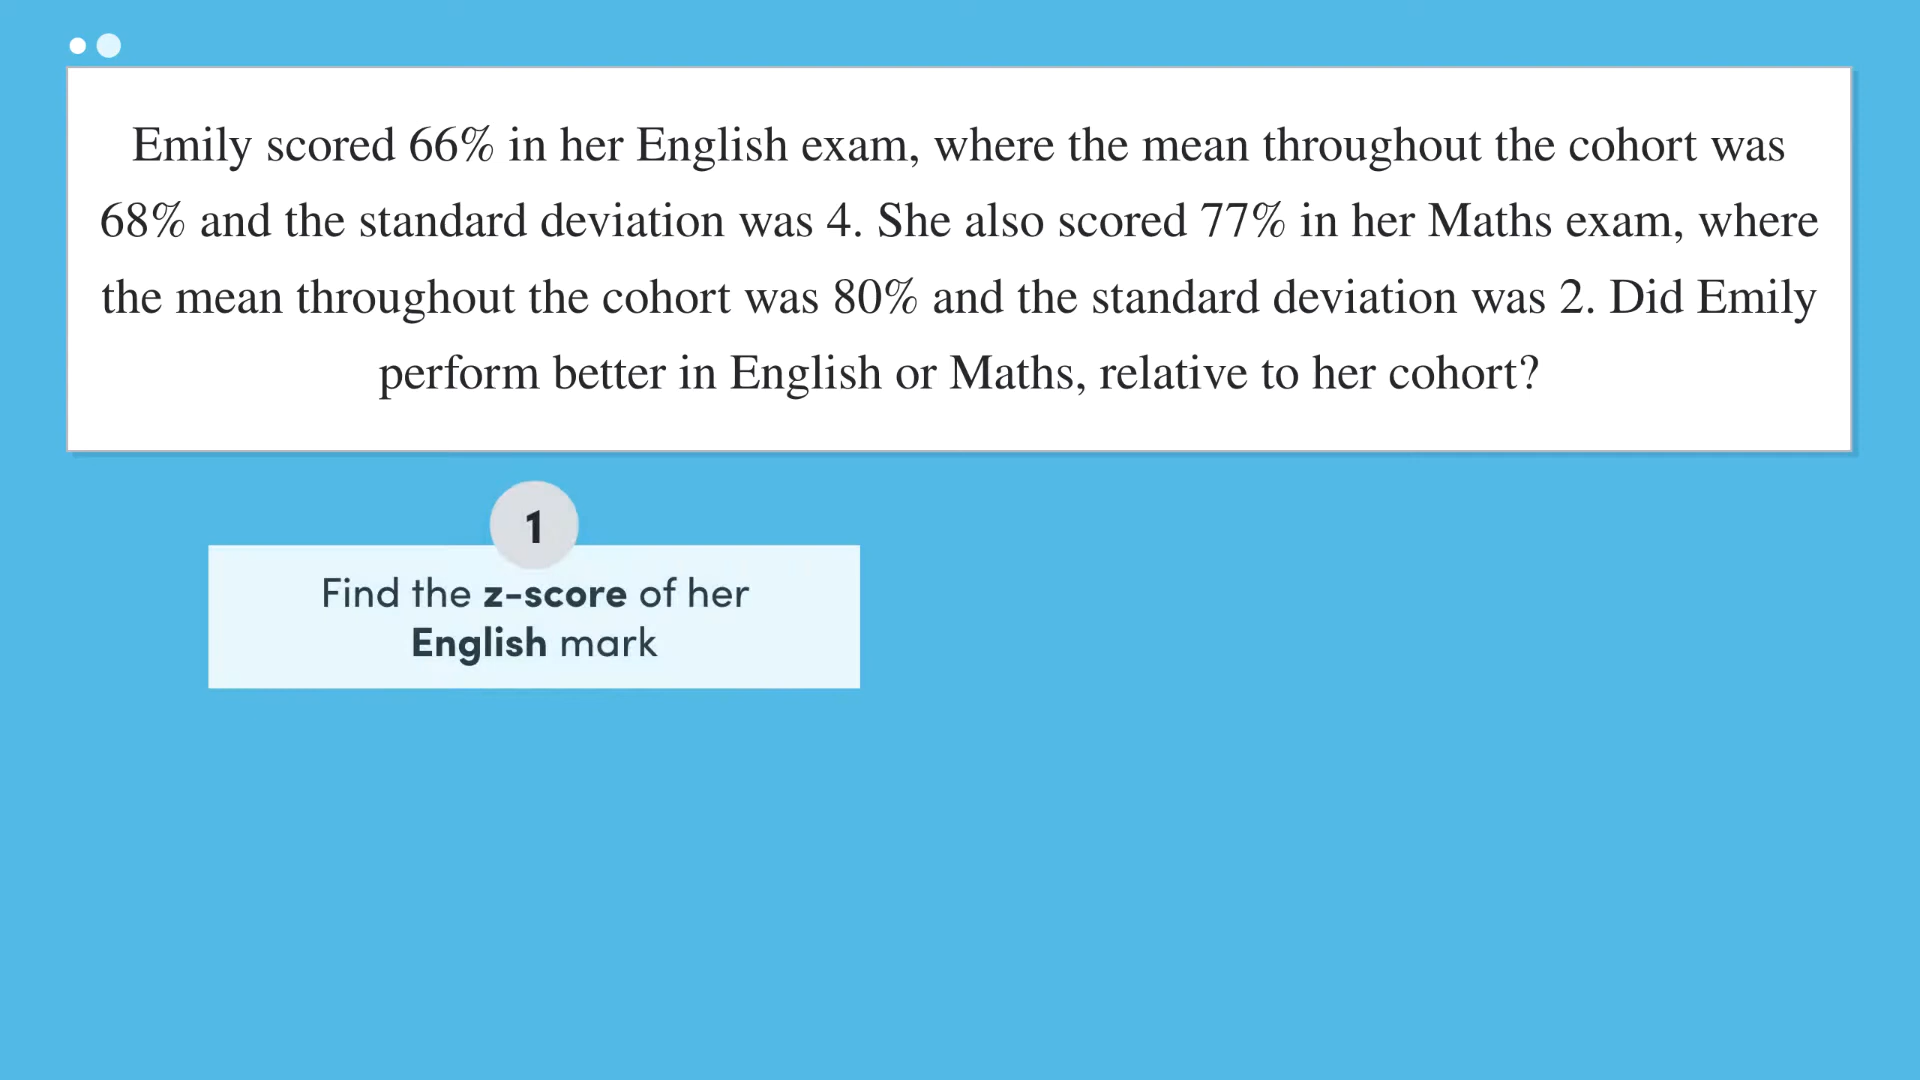 Emily scored 66% in her English exam, where the mean throughout the cohort was
68% and the standard deviation was 4. She also scored 77% in her Maths exam, where
the mean throughout the cohort was 80% and the standard deviation was 2. Did Emily
perform better in English or Maths, relative to her cohort?
1
Find the z-score of her
English mark